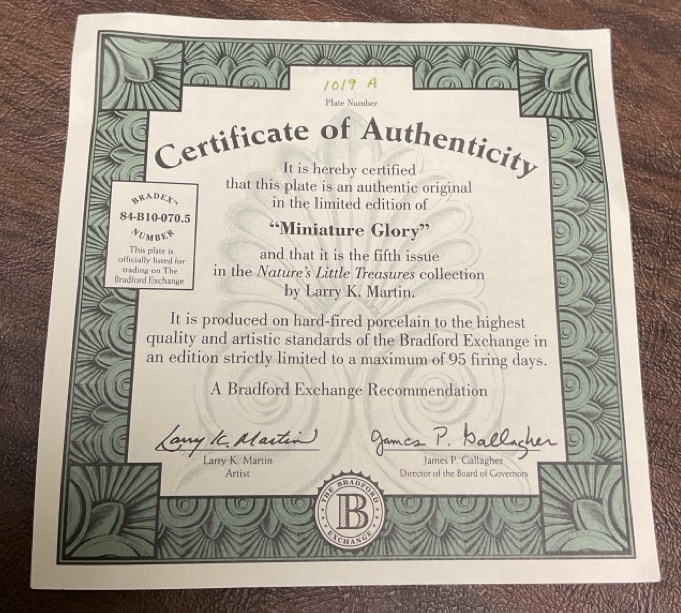 1019 A
Plate Number
Certificate of Authenticity
It is hereby certified
that this plate is an authentic original
in the limited edition of
“Miniature Glory”
and that it is the fifth issue
in the Nature's Little Treasures collection
by Larry K. Martin.
BRADEX™
84-B10-070.5
NUMBER
This plate is
officially listed for
trading on The
Bradford Exchange
It is produced on hard-fired porcelain to the highest
quality and artistic standards of the Bradford Exchange in
an edition strictly limited to a maximum of 95 firing days.
A Bradford Exchange Recommendation
Larry K. Martin
Larry K. Martin
Artist
James P. Gallagher
James P. Gallagher
Director of the Board of Governors
THE BRADFORD
B
EXCHANGE